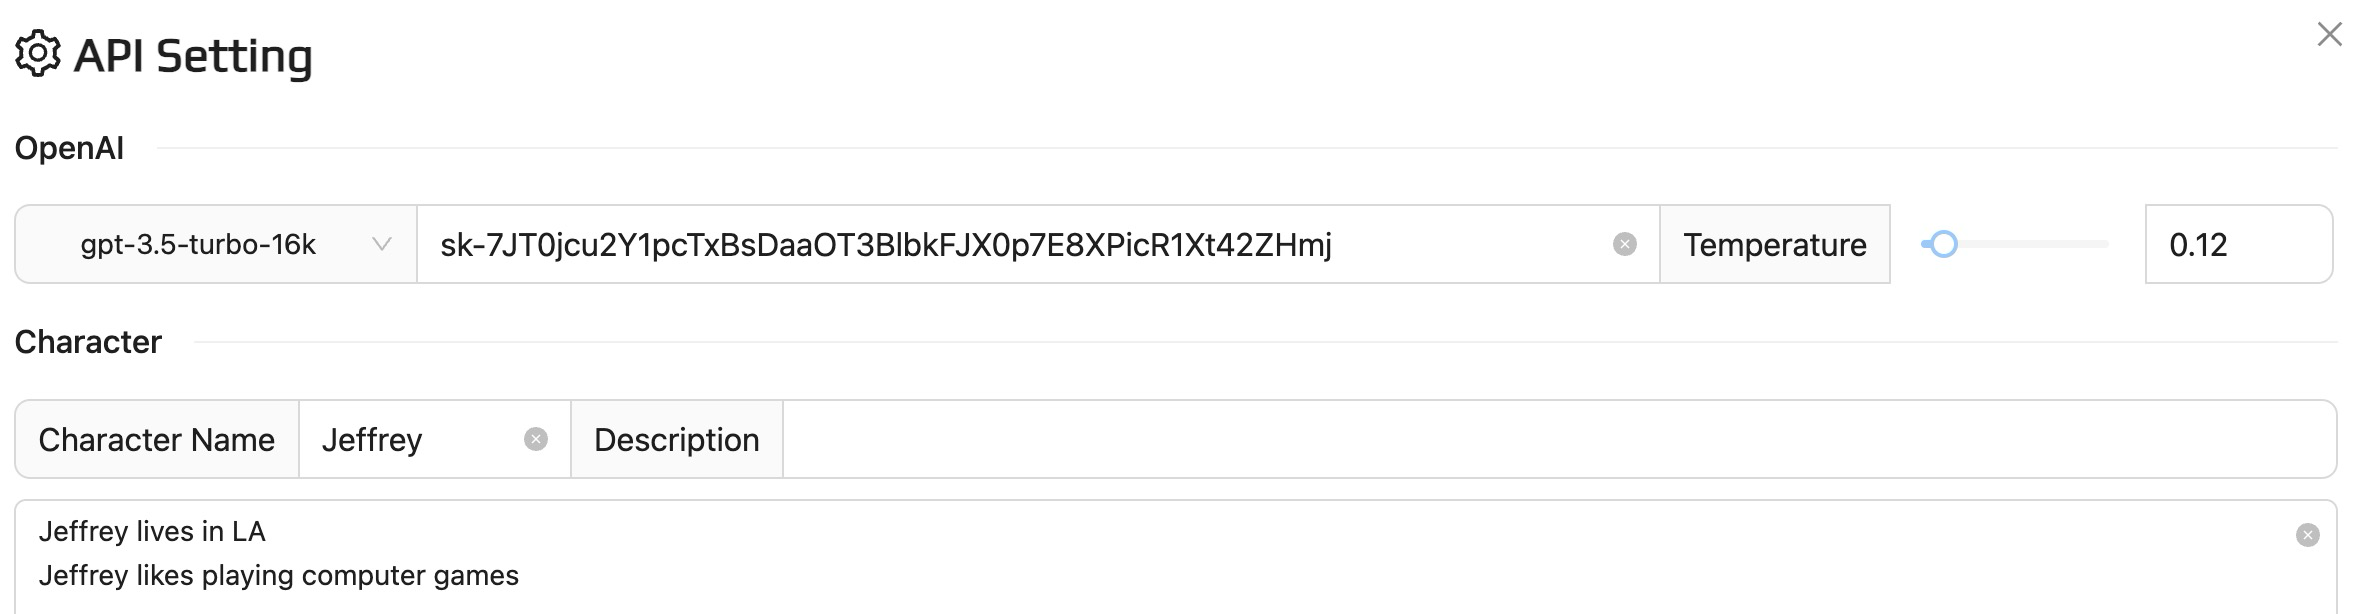 API Setting
OpenAI
gpt-3.5-turbo-16k 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 Temperature 0.12
Character
Character Name Jeffrey Description
Jeffrey lives in LA
Jeffrey likes playing computer games